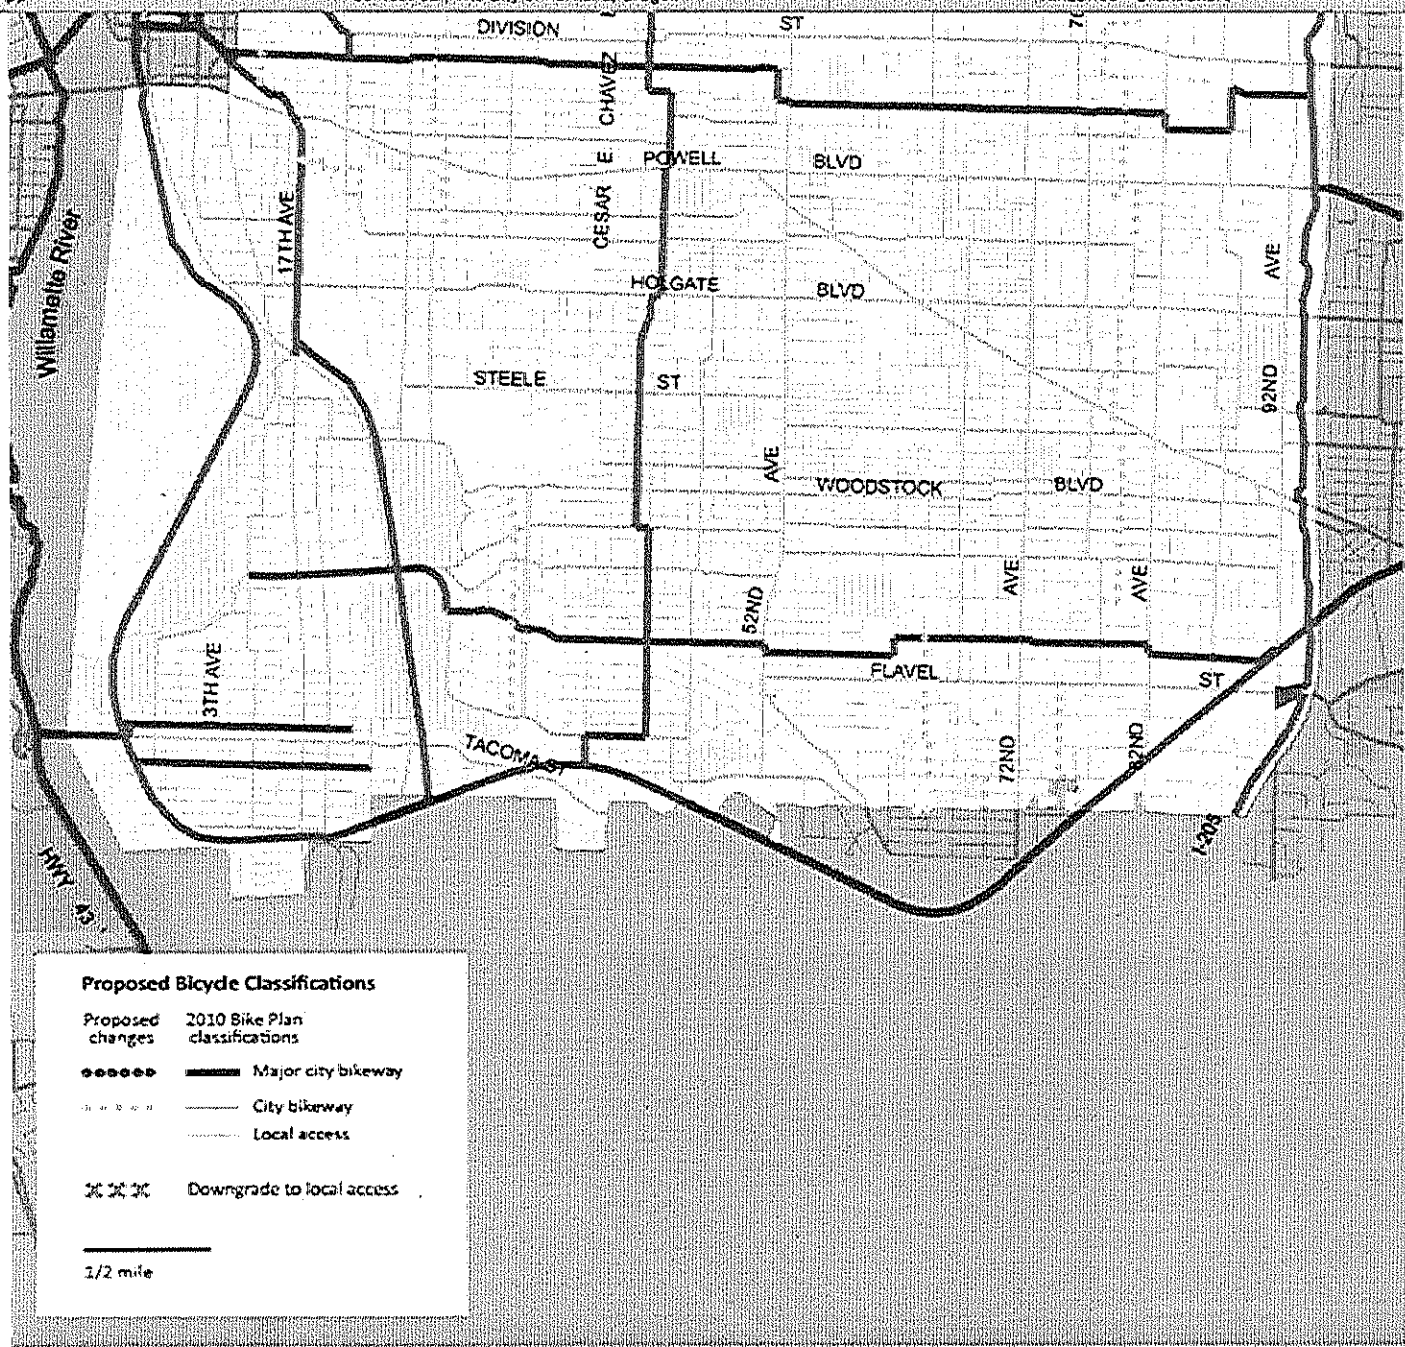 DIVISION ST
CESAR E CHAVEZ
POWELL BLVD
17TH AVE
Willamette River
HOLGATE BLVD
92ND AVE
STEELE ST
WOODSTOCK BLVD
52ND AVE
AVE
AVE
3TH AVE
FLAVEL ST
TACOMA ST
72ND
82ND
I-205
HWY 43
Proposed Bicycle Classifications
Proposed changes
2010 Bike Plan classifications
Major city bikeway
City bikeway
Local access
Downgrade to local access
1/2 mile